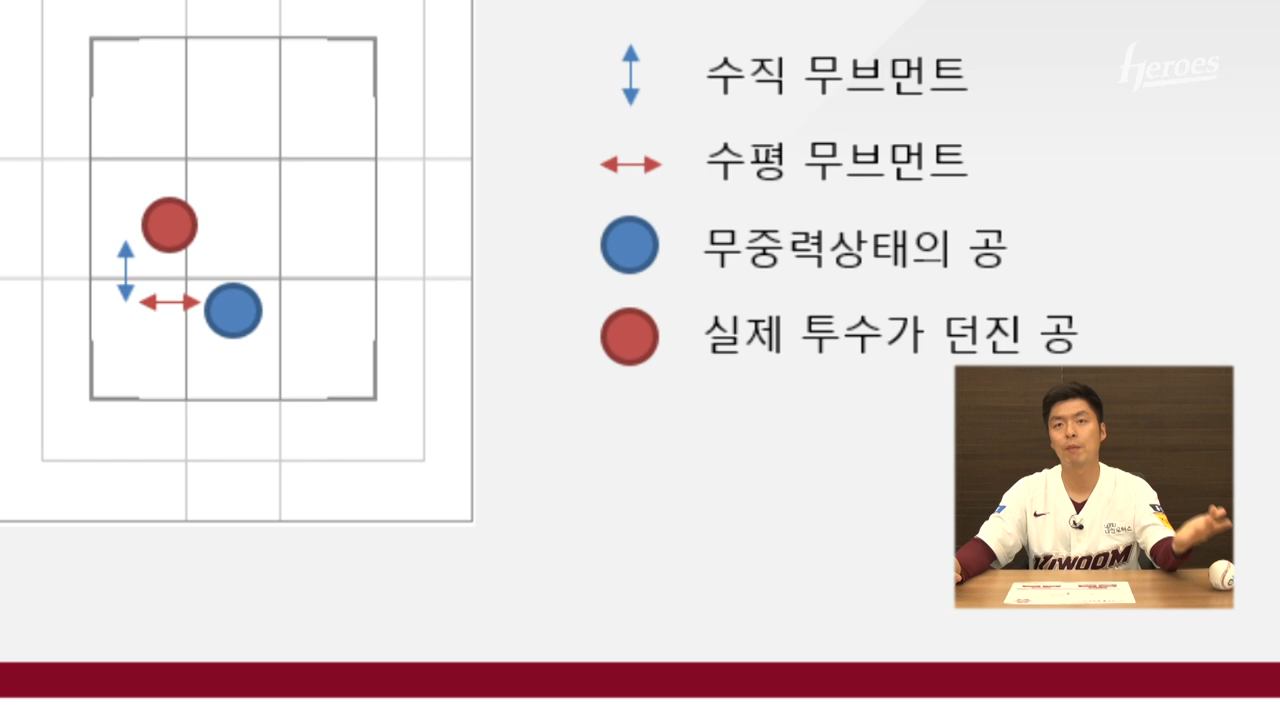 수직 무브먼트
Heroes
수평 무브먼트
무중력상태의 공
실제 투수가 던진 공
KIWOOM